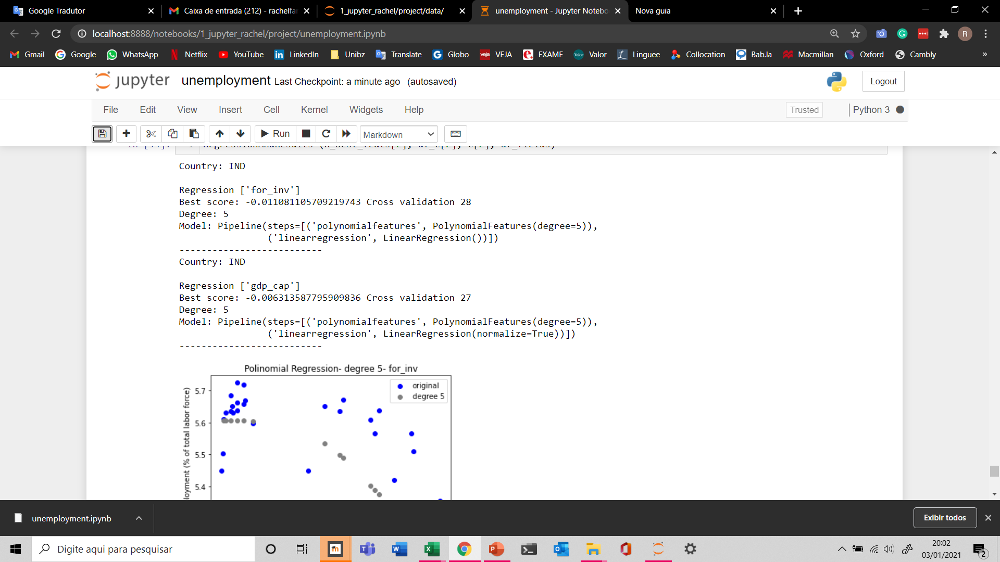 Google Tradutor
Caixa de entrada (212) - rachelfar
1_jupyter_rachel/project/data/
unemployment - Jupyter Notebo
Nova guia
localhost:8888/notebooks/1_jupyter_rachel/project/unemployment.ipynb
R
Gmail Google WhatsApp Netflix YouTube LinkedIn Unibz Translate Globo VEJA EXAME Valor Linguee Collocation Bab.la Macmillan Oxford Cambly »
jupyter unemployment Last Checkpoint: a minute ago (autosaved)
Logout
File Edit View Insert Cell Kernel Widgets Help
Trusted
Python 3
Run
Markdown
Country: IND
Regression ['for_inv']
Best score: -0.011081105709219743 Cross validation 28
Degree: 5
Model: Pipeline(steps=[('polynomialfeatures', PolynomialFeatures(degree=5)),
('linearregression', LinearRegression())])
--------------------------
Country: IND
Regression ['gdp_cap']
Best score: -0.006313587795909836 Cross validation 27
Degree: 5
Model: Pipeline(steps=[('polynomialfeatures', PolynomialFeatures(degree=5)),
('linearregression', LinearRegression(normalize=True))])
--------------------------
Polinomial Regression- degree 5- for_inv
original
degree 5
5.7
5.6
5.5
5.4
loyment (% of total labor force)
unemployment.ipynb
Exibir todos
Digite aqui para pesquisar
20:02
03/01/2021
2